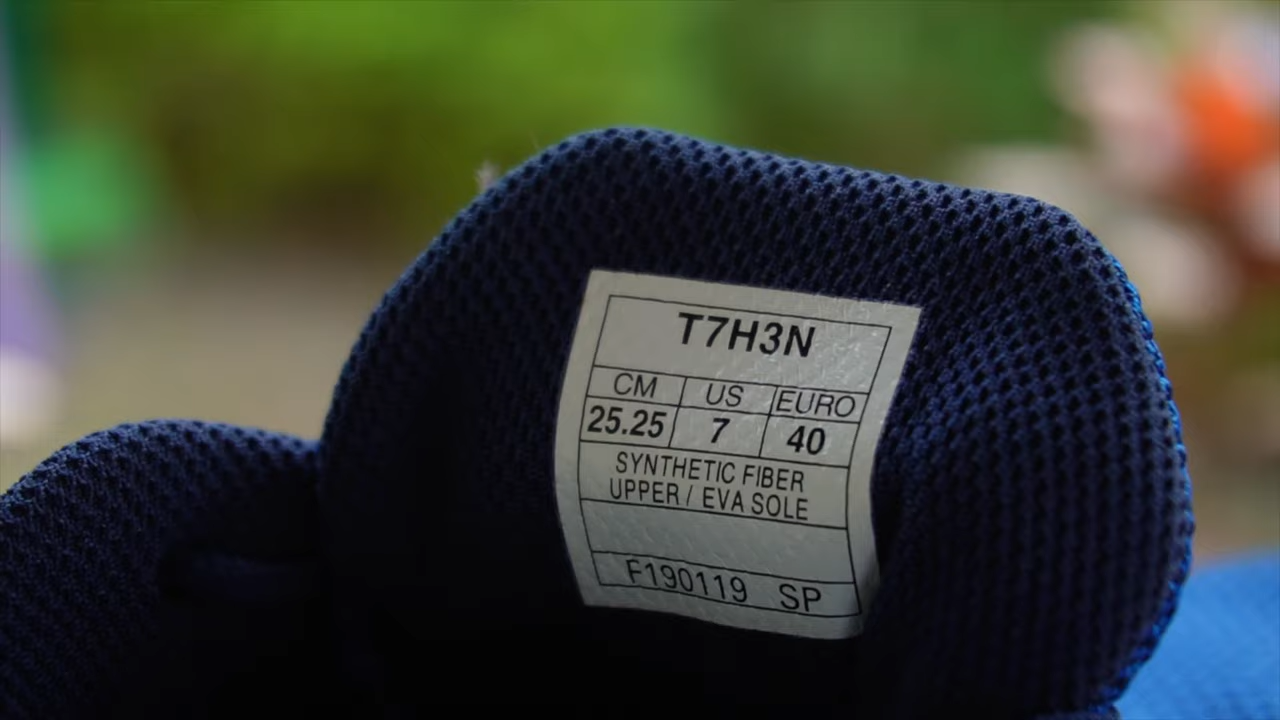 T7H3N
CM US EURO
25.25 7 40
SYNTHETIC FIBER
UPPER / EVA SOLE
F190119 SP